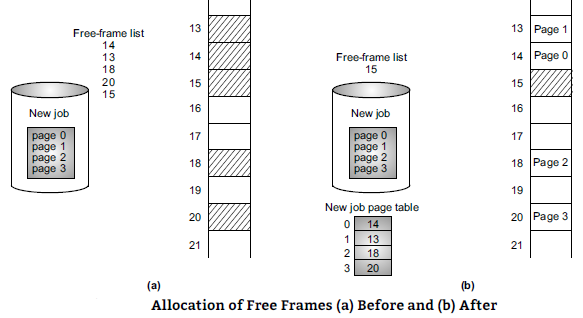 Free-frame list
14
13
18
20
15
New job
page 0
page 1
page 2
page 3
13
14
15
16
17
18
19
20
21
(a)
Free-frame list
15
New job
page 0
page 1
page 2
page 3
New job page table
0 14
1 13
2 18
3 20
13 Page 1
14 Page 0
15
16
17
18 Page 2
19
20 Page 3
21
(b)
Allocation of Free Frames (a) Before and (b) After